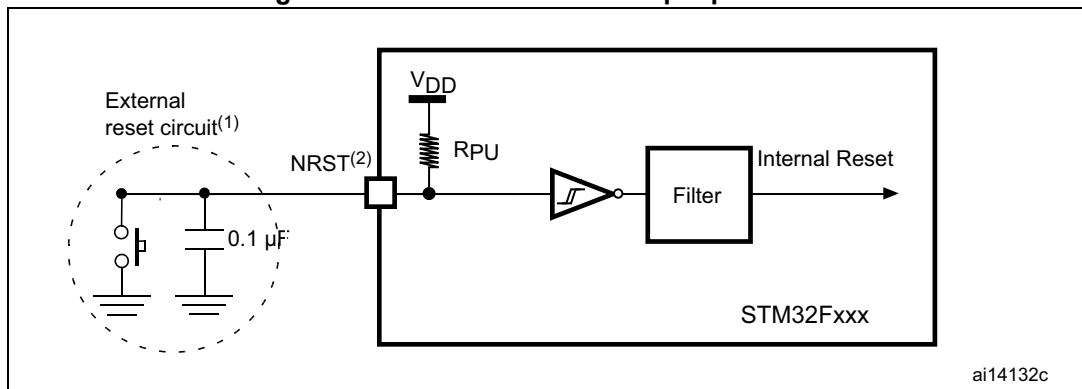 External
reset circuit(1)
NRST(2)
VDD
RPU
0.1 µF
Filter
Internal Reset
STM32Fxxx
ai14132c